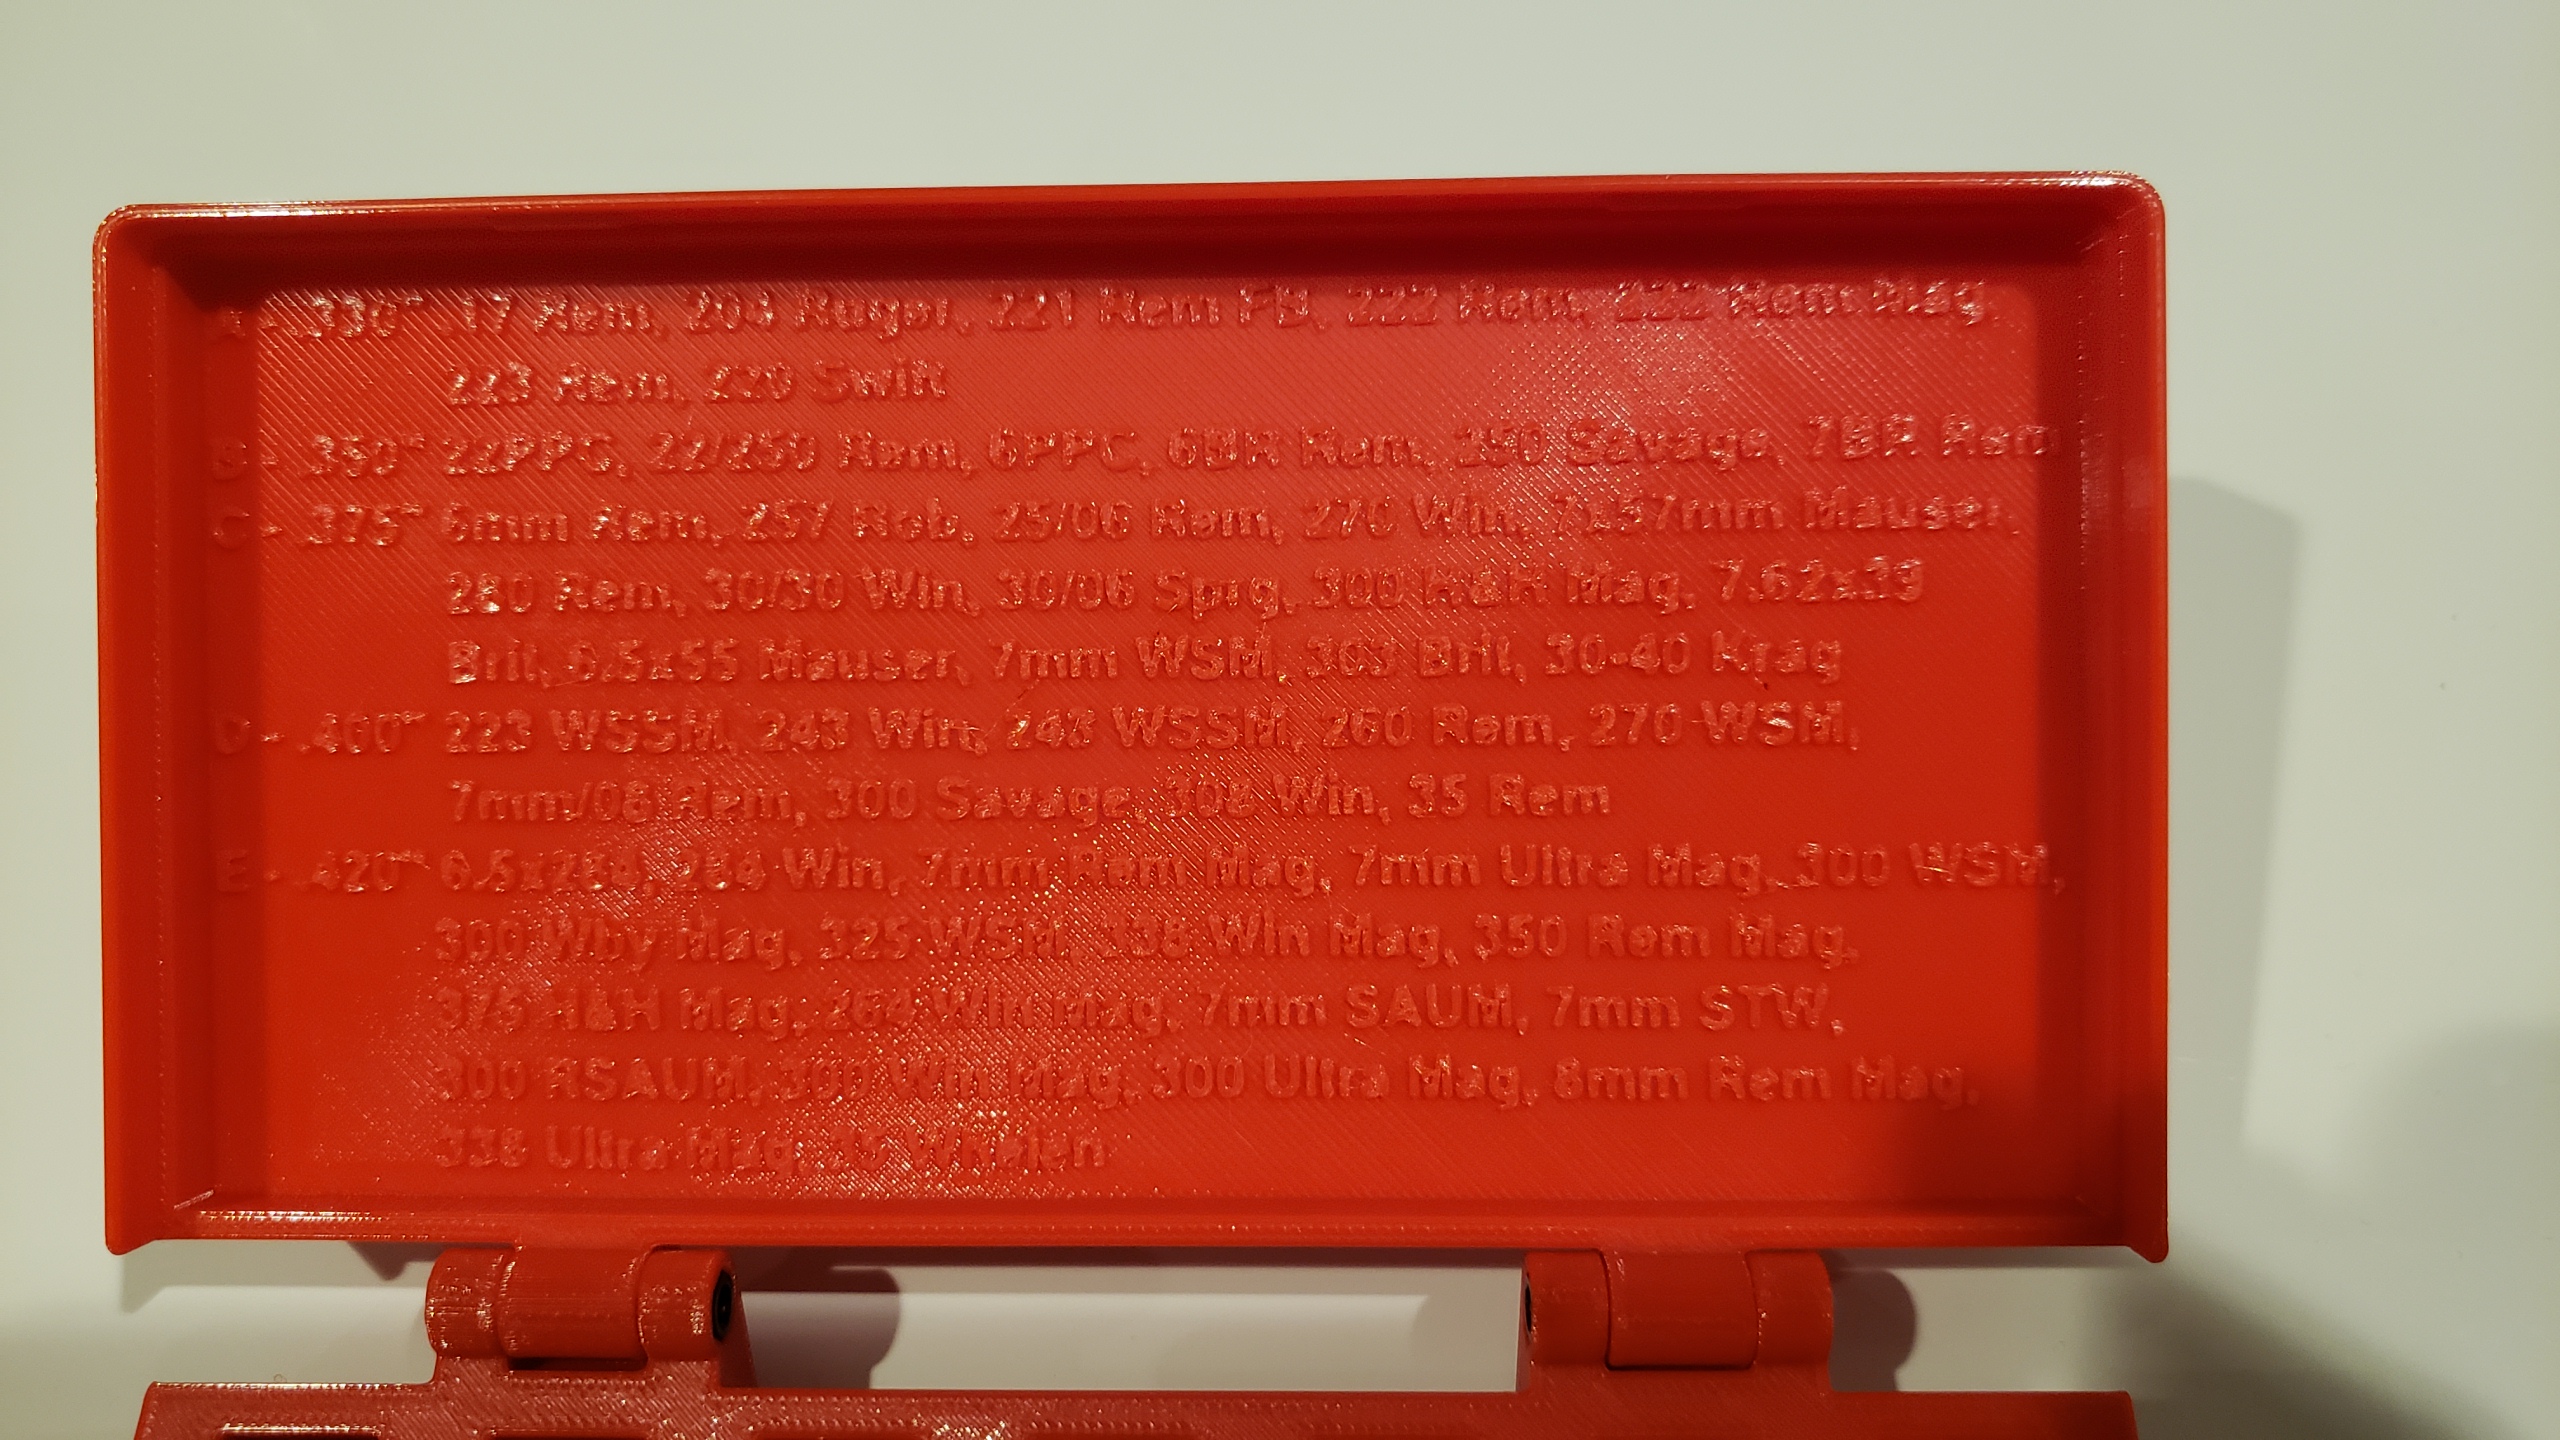 A - .330" .17 Rem, 204 Ruger, 221 Rem FB, 222 Rem, 222 Rem Mag,
223 Rem, 220 Swift
B - .350" 22PPC, 22/250 Rem, 6PPC, 6BR Rem, 250 Savage, 7BR Rem
C - .375" 6mm Rem, 257 Rob, 25/06 Rem, 270 Win, 7x57mm Mauser,
280 Rem, 30/30 Win, 30/06 Sprg, 300 H&H Mag, 7.62x39
Brit, 6.5x55 Mauser, 7mm WSM, 303 Brit, 30-40 Krag
D - .400" 223 WSSM, 243 Win, 243 WSSM, 260 Rem, 270 WSM,
7mm/08 Rem, 300 Savage, 308 Win, 35 Rem
E - .420" 6.5x284, 284 Win, 7mm Rem Mag, 7mm Ultra Mag, 300 WSM,
300 Wby Mag, 325 WSM, 338 Win Mag, 350 Rem Mag,
375 H&H Mag, 264 Win Mag, 7mm SAUM, 7mm STW,
300 RSAUM, 300 Win Mag, 300 Ultra Mag, 8mm Rem Mag,
338 Ultra Mag, 35 Whelen